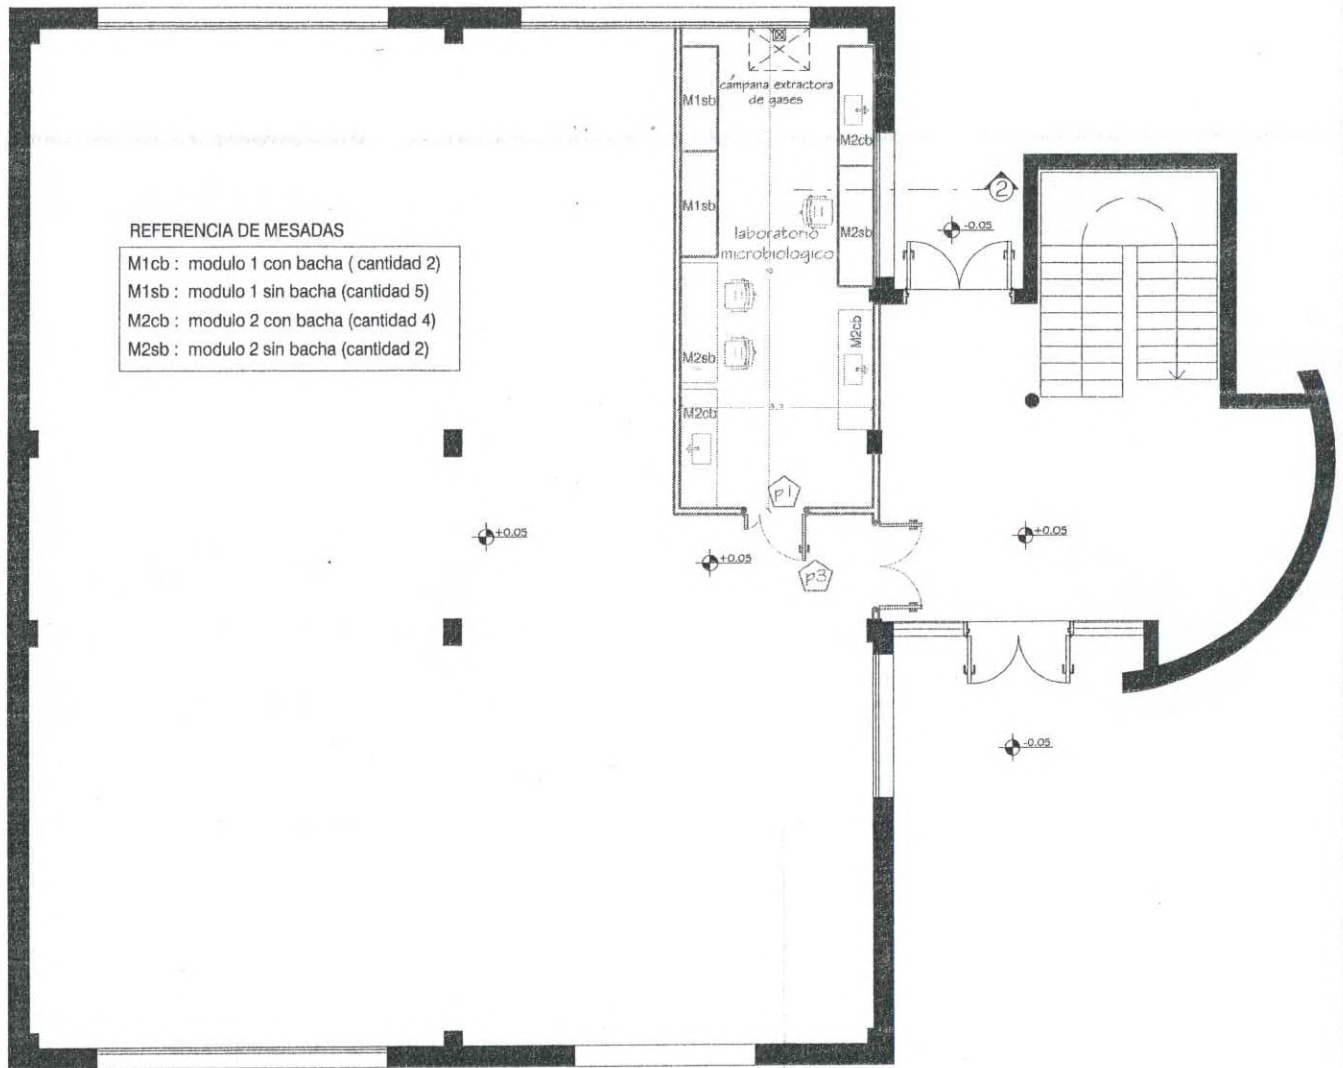 campana extractora
de gases
M1sb
M2cb
2
M1sb
M2sb
-0.05
laboratorio
microbiologico
REFERENCIA DE MESADAS
M1cb : modulo 1 con bacha ( cantidad 2)
M1sb : modulo 1 sin bacha (cantidad 5)
M2cb : modulo 2 con bacha (cantidad 4)
M2sb : modulo 2 sin bacha (cantidad 2)
M2cb
M2sb
M2cb
p1
+0.05
+0.05
+0.05
p3
-0.05